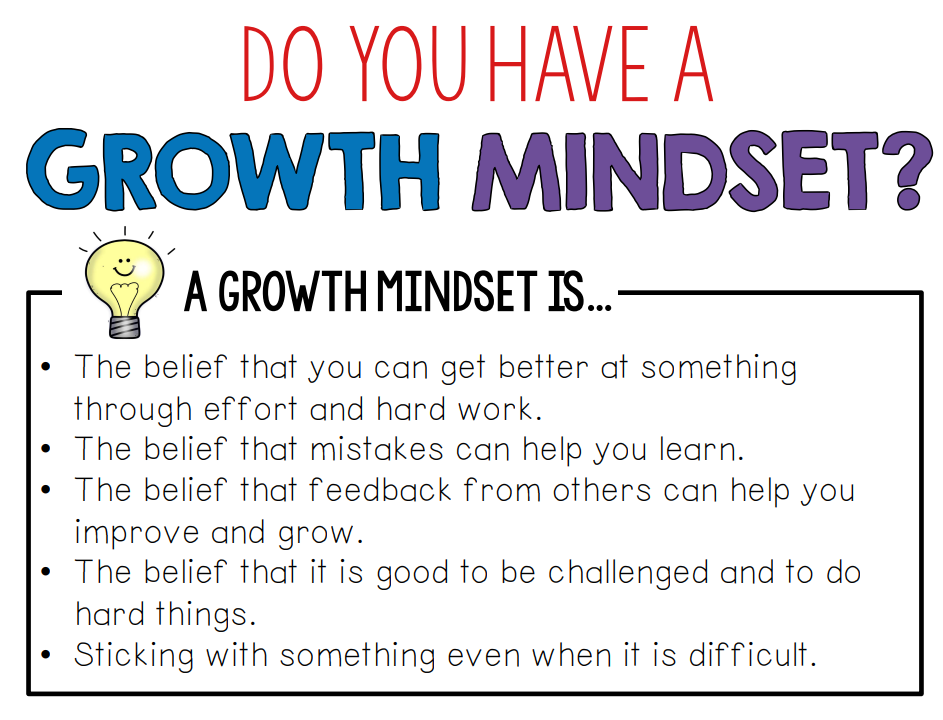 DO YOU HAVE A
GROWTH MINDSET?
A GROWTH MINDSET IS...
• The belief that you can get better at something
through effort and hard work.
• The belief that mistakes can help you learn.
• The belief that feedback from others can help you
improve and grow.
• The belief that it is good to be challenged and to do
hard things.
• Sticking with something even when it is difficult.